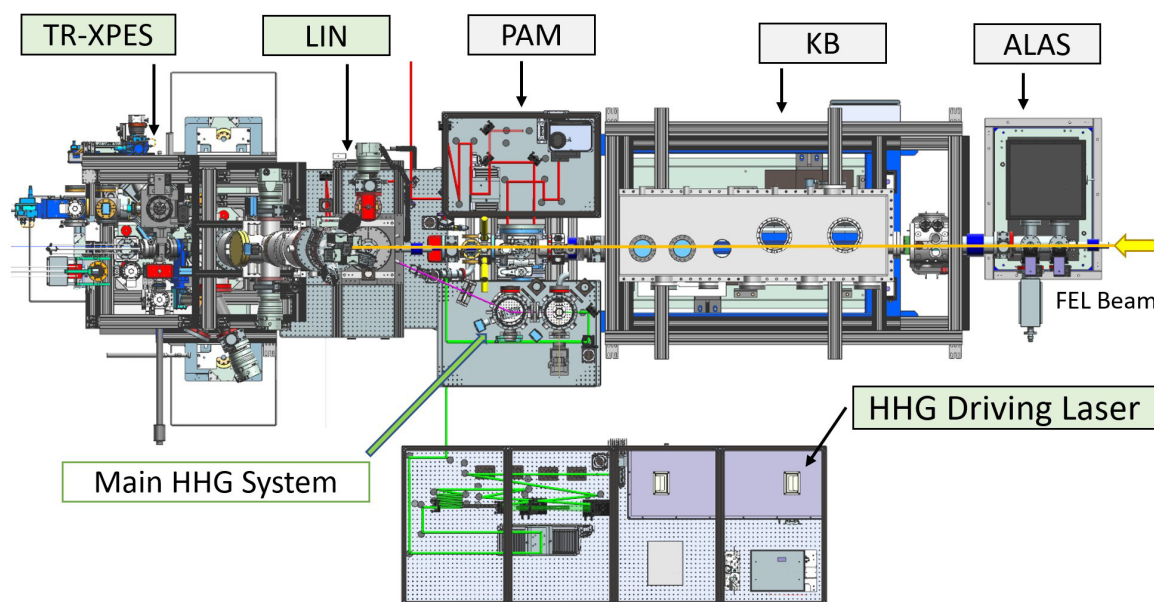 TR-XPES
LIN
PAM
KB
ALAS
FEL Beam
HHG Driving Laser
Main HHG System